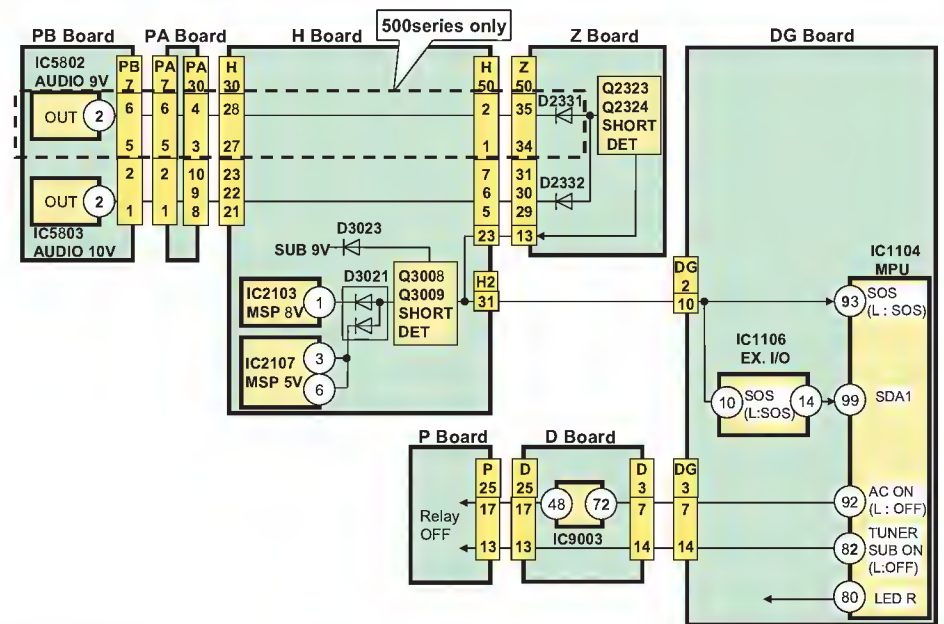 500series only
PB Board PA Board H Board Z Board DG Board
IC5802
AUDIO 9V
OUT 2
PB 7
6
5
2
1
PA 7
6
5
2
1
PA 30
4
3
10
9
8
H 30
28
27
23
22
21
H 50
2
1
7
6
5
23
Z 50
35
34
31
30
29
13
D2331
D2332
Q2323
Q2324
SHORT
DET
OUT 2
IC5803
AUDIO 10V
D3023
SUB 9V
D3021
IC2103
MSP 8V
1
IC2107
MSP 5V
3
6
Q3008
Q3009
SHORT
DET
H2
31
DG
2
10
IC1104
MPU
93 SOS
(L : SOS)
IC1106
EX. I/O
10 SOS
(L:SOS)
14
99 SDA1
P Board D Board
Relay
OFF
P
25
17
13
D
25
17
13
48 72
IC9003
D
3
7
14
DG
3
7
14
92 AC ON
(L : OFF)
82 TUNER
SUB ON
(L:OFF)
80 LED R